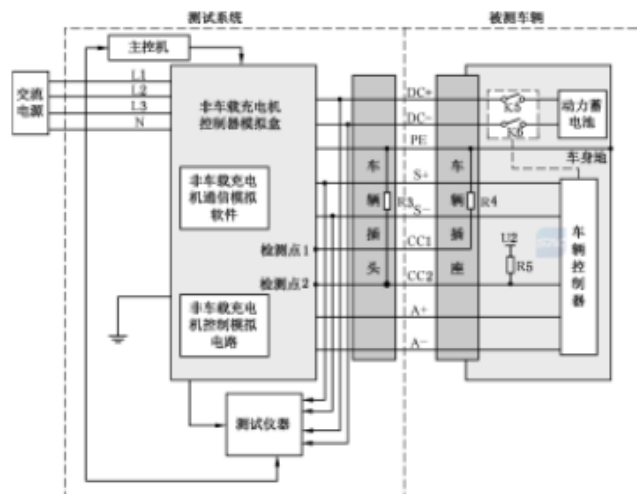 测试系统
被测车辆
主控机
交流
电源
L1
L2
L3
N
非车载充电机
控制器模拟盒
非车载充电
机通信模拟
软件
检测点1
检测点2
非车载充电
机控制模拟
电路
测试仪器
车辆插头
车辆插座
DC+
DC-
PE
S+
S-
CC1
CC2
A+
A-
R3
R4
K5
K6
动力蓄
电池
车身地
U2
R5
车辆控制器